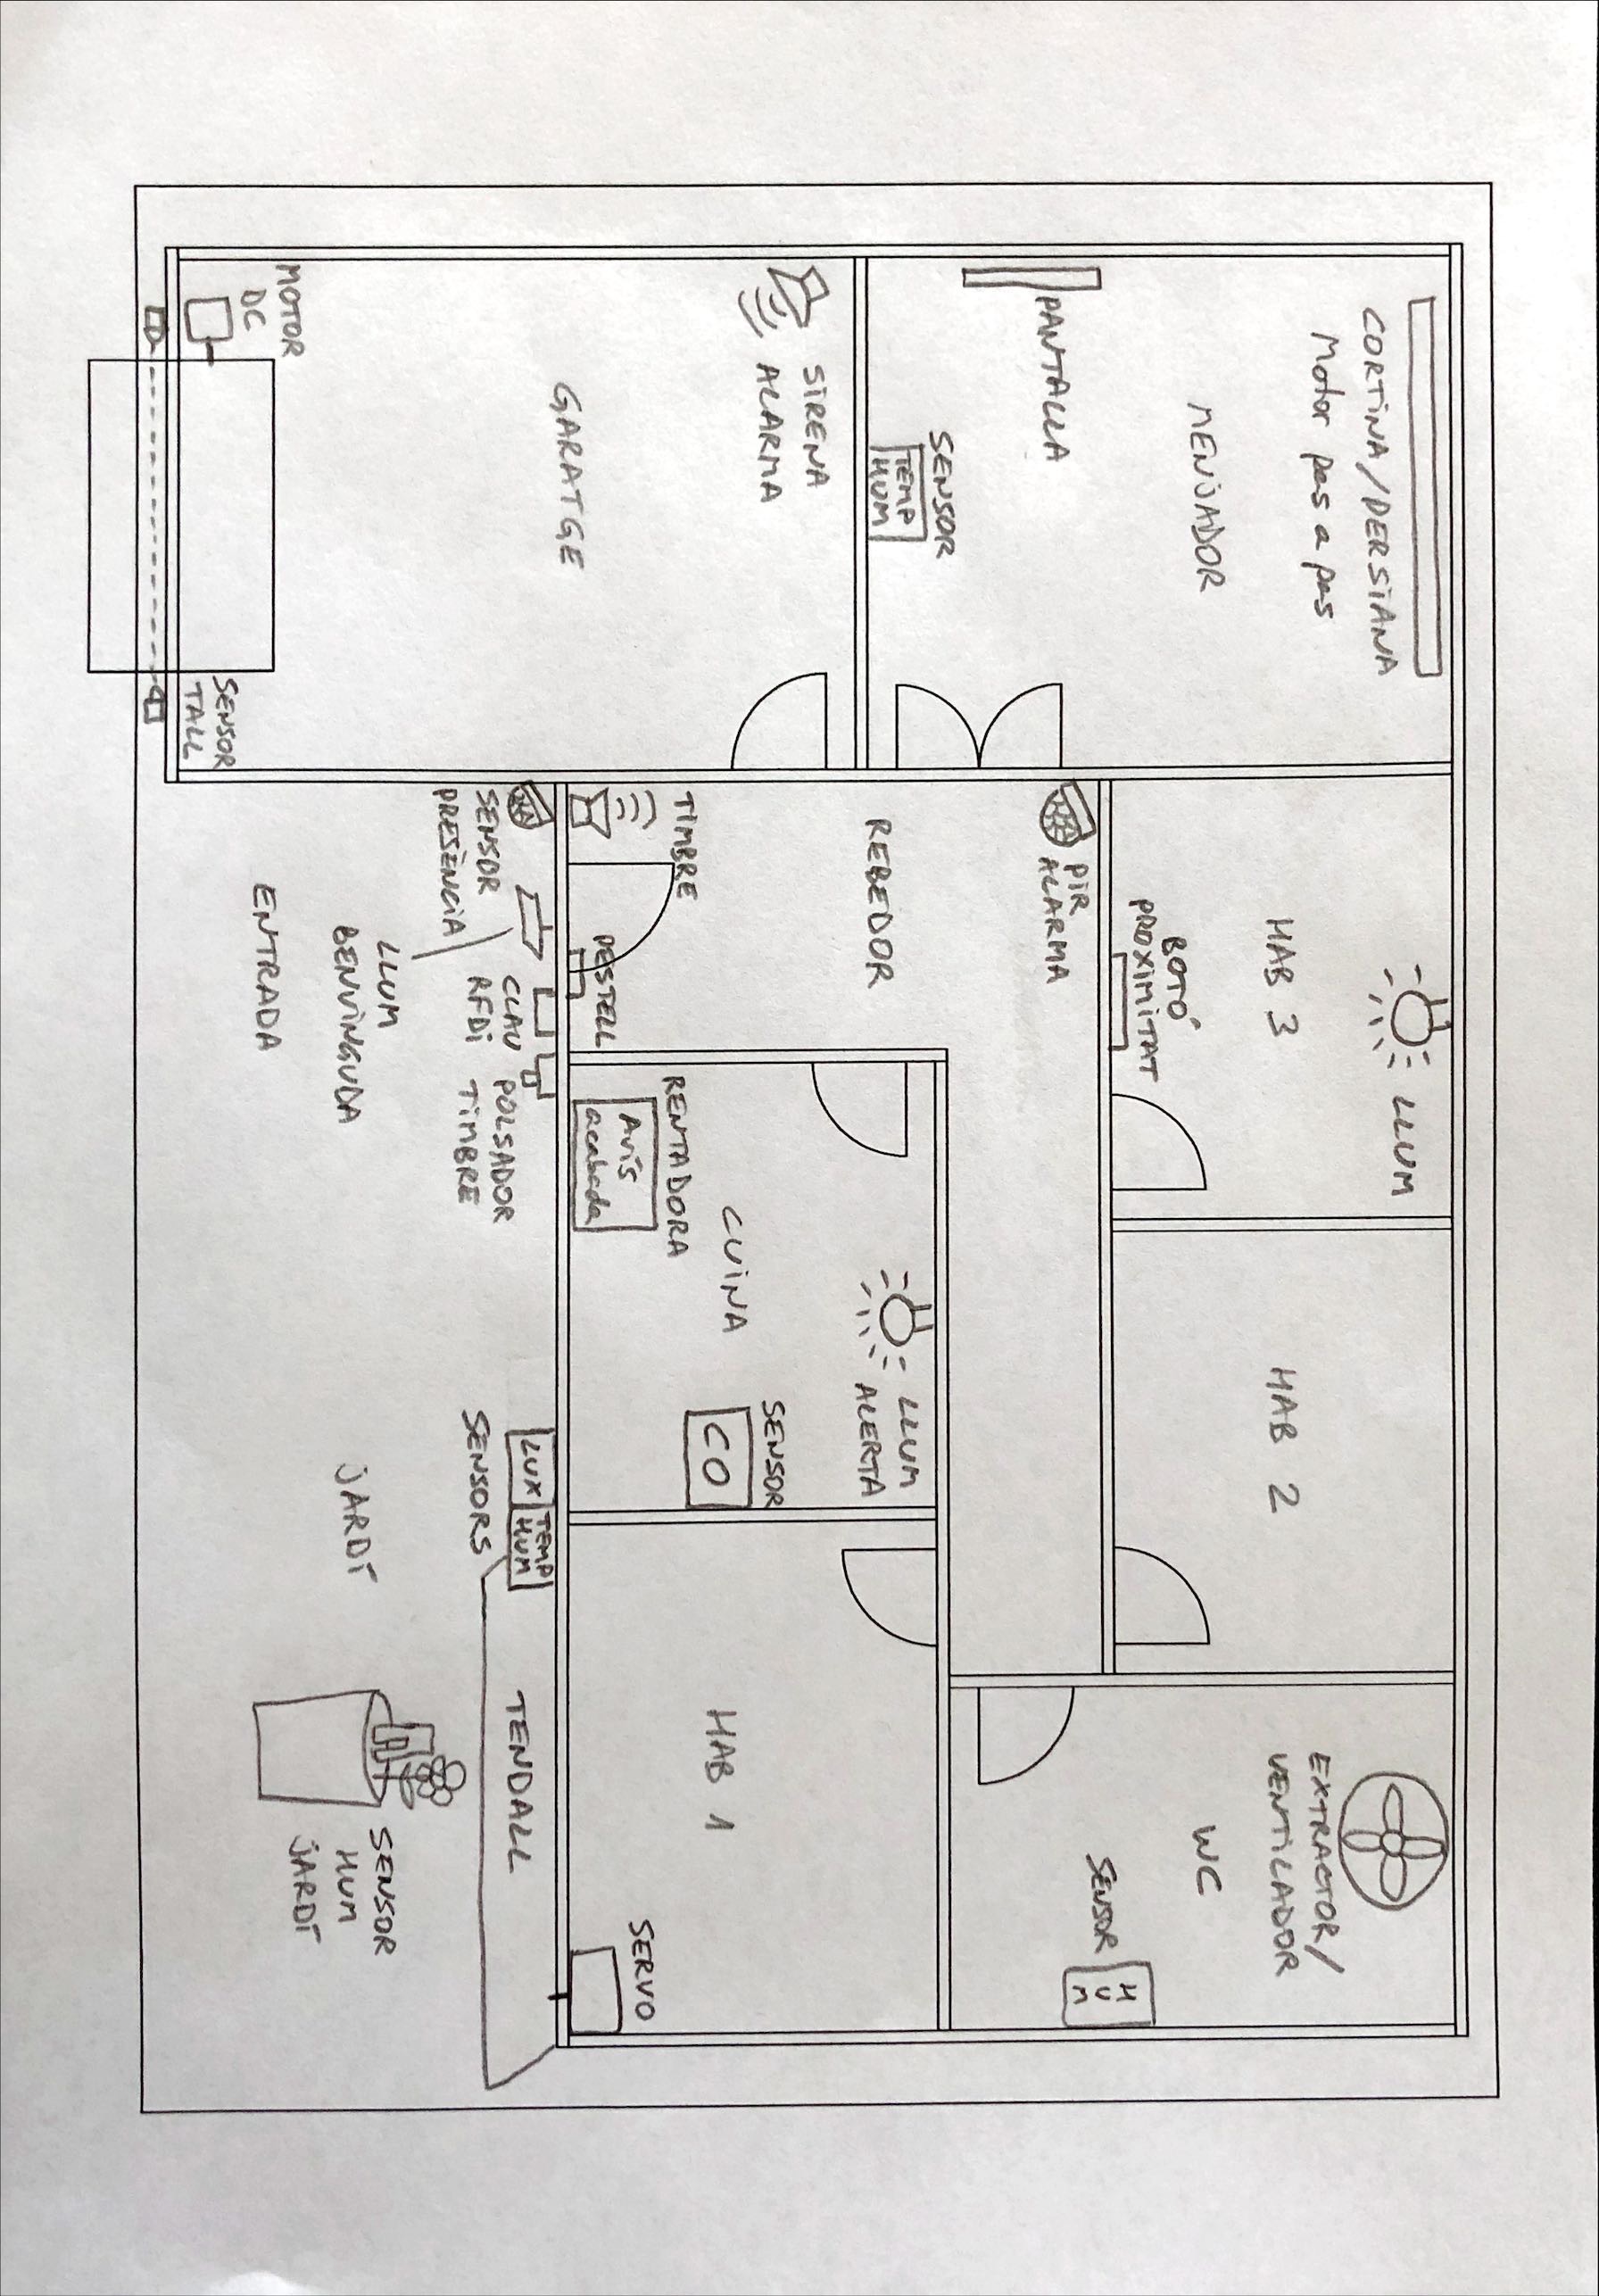 CORTINA/PERSIANA
Motor pas a pas
MENJADOR
PANTALLA
SENSOR
TEMP
HUM
HAB 3
LLUM
BOTÓ
PROXIMITAT
HAB 2
EXTRACTOR/
VENTILADOR
WC
SENSOR
HUM
PIR
ALARMA
REBEDOR
SIRENA
ALARMA
GARATGE
MOTOR
DC
SENSOR
TALL
TIMBRE
PESTELL
LLUM
ALERTA
CUINA
SENSOR
CO
RENTADORA
Avís
acabada
HAB 1
SERVO
SENSOR
PRESÈNCIA
CLAU
RFDI
POLSADOR
TIMBRE
LLUM
BENVINGUDA
ENTRADA
LUX
TEMP
HUM
SENSORS
TENDALL
JARDÍ
SENSOR
HUM
JARDÍ